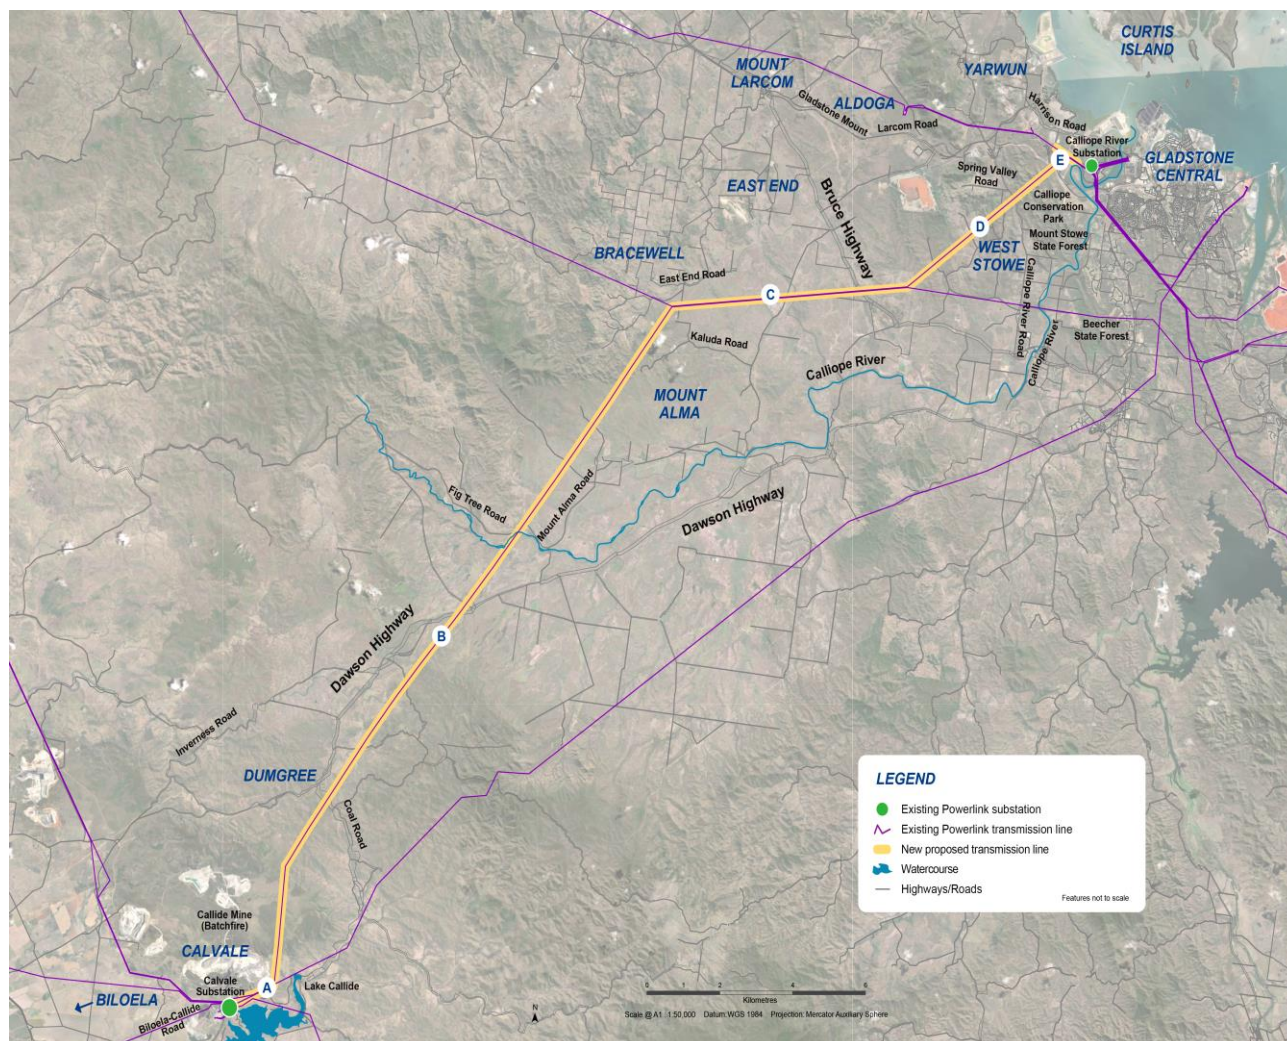 CURTIS
ISLAND
MOUNT
LARCOM
YARWUN
ALDOGA
Gladstone Mount
Larcom Road
Harrison Road
Calliope River
Substation
E
GLADSTONE
CENTRAL
Spring Valley
Road
EAST END
Bruce Highway
Calliope
Conservation
Park
D
Mount Stowe
State Forest
WEST
STOWE
BRACEWELL
East End Road
C
Calliope River Road
Calliope River
Beecher
State Forest
Kaluda Road
Calliope River
MOUNT
ALMA
Fig Tree Road
Mount Alma Road
Dawson Highway
Dawson Highway
B
Inverness Road
DUMGREE
Coal Road
LEGEND
Existing Powerlink substation
Existing Powerlink transmission line
New proposed transmission line
Watercourse
Highways/Roads
Features not to scale
Callide Mine
(Batchfire)
CALVALE
Calvale
Substation
A
Lake Callide
BILOELA
Biloela-Callide
Road
N
0 1 2 4 6
Kilometres
Scale @ A1 1:50,000 Datum:WGS 1984 Projection: Mercator Auxiliary Sphere